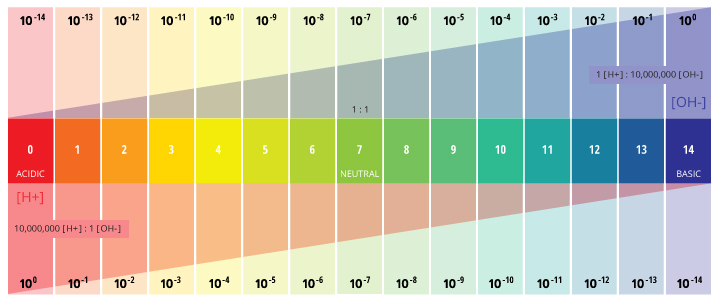 10⁻¹⁴ 10⁻¹³ 10⁻¹² 10⁻¹¹ 10⁻¹⁰ 10⁻⁹ 10⁻⁸ 10⁻⁷ 10⁻⁶ 10⁻⁵ 10⁻⁴ 10⁻³ 10⁻² 10⁻¹ 10⁰
1 [H+] : 10,000,000 [OH-]
[OH-]
1 : 1
0 1 2 3 4 5 6 7 8 9 10 11 12 13 14
ACIDIC NEUTRAL BASIC
[H+]
10,000,000 [H+] : 1 [OH-]
10⁰ 10⁻¹ 10⁻² 10⁻³ 10⁻⁴ 10⁻⁵ 10⁻⁶ 10⁻⁷ 10⁻⁸ 10⁻⁹ 10⁻¹⁰ 10⁻¹¹ 10⁻¹² 10⁻¹³ 10⁻¹⁴